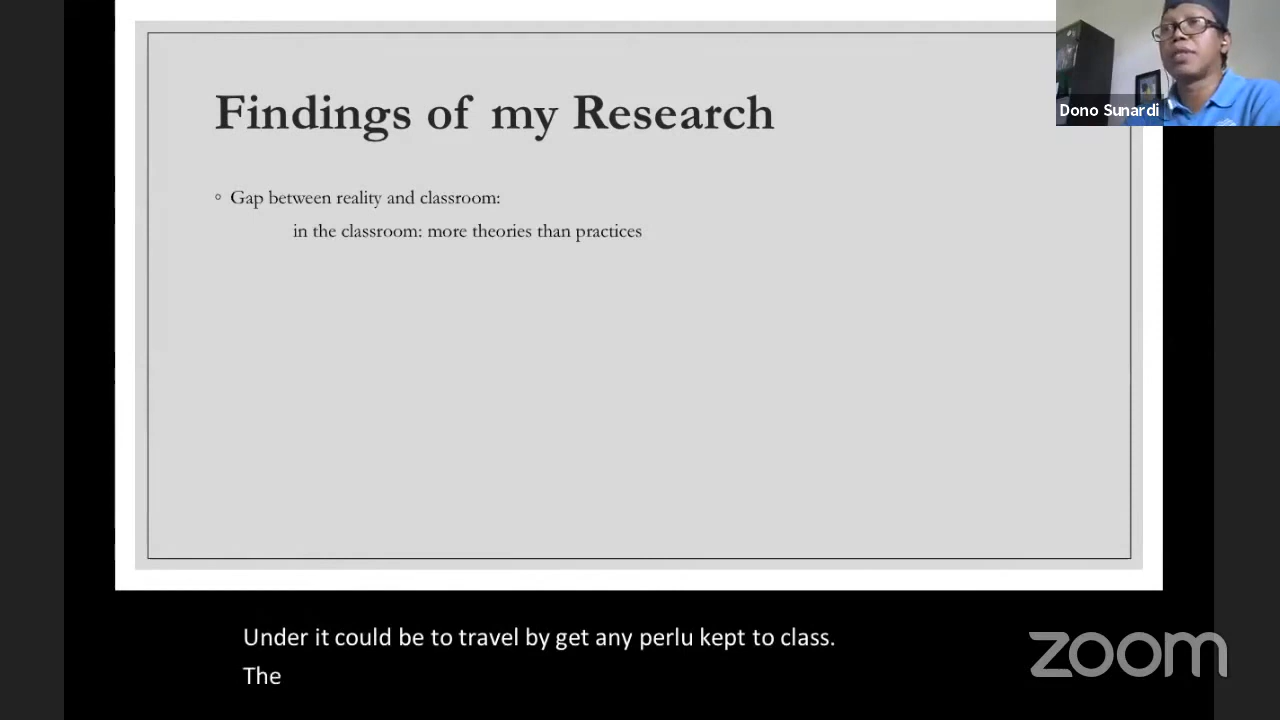 Findings of my Research
Dono Sunardi
◦ Gap between reality and classroom:
in the classroom: more theories than practices
Under it could be to travel by get any perlu kept to class.
The
zoom